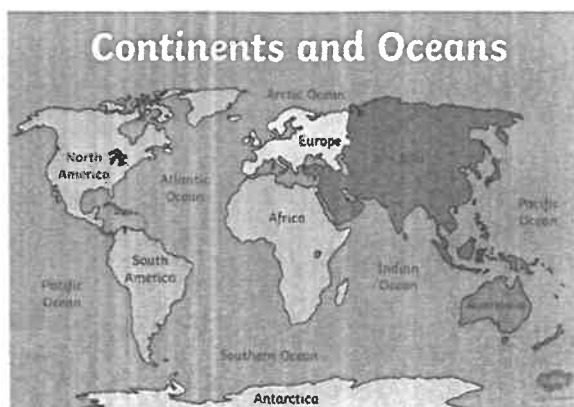 Continents and Oceans
Arctic Ocean
Europe
North
America
Atlantic
Ocean
Africa
Pacific
Ocean
South
America
Pacific
Ocean
Indian
Ocean
Southern Ocean
Antarctica